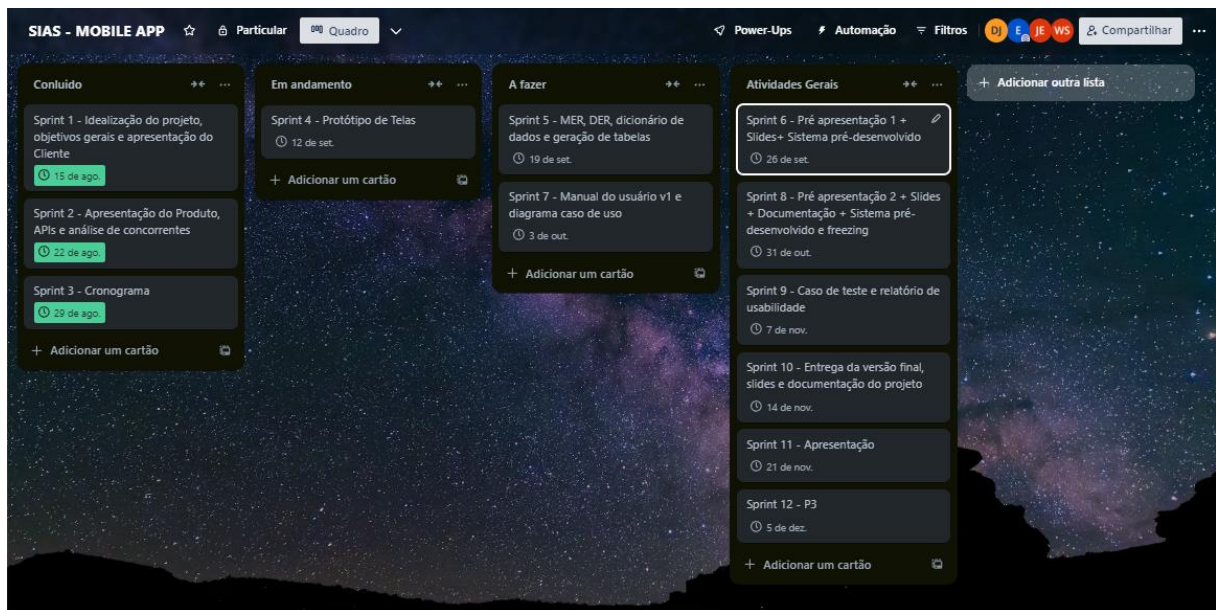 SIAS - MOBILE APP
Particular
Quadro
Power-Ups
Automação
Filtros
DJ
E
JE
WS
Compartilhar
Conluido
Sprint 1 - Idealização do projeto,
objetivos gerais e apresentação do
Cliente
15 de ago.
Sprint 2 - Apresentação do Produto,
APIs e análise de concorrentes
22 de ago.
Sprint 3 - Cronograma
29 de ago.
+ Adicionar um cartão
Em andamento
Sprint 4 - Protótipo de Telas
12 de set.
+ Adicionar um cartão
A fazer
Sprint 5 - MER, DER, dicionário de
dados e geração de tabelas
19 de set.
Sprint 7 - Manual do usuário v1 e
diagrama caso de uso
3 de out.
+ Adicionar um cartão
Atividades Gerais
Sprint 6 - Pré apresentação 1 +
Slides+ Sistema pré-desenvolvido
26 de set.
Sprint 8 - Pré apresentação 2 + Slides
+ Documentação + Sistema pré-
desenvolvido e freezing
31 de out.
Sprint 9 - Caso de teste e relatório de
usabilidade
7 de nov.
Sprint 10 - Entrega da versão final,
slides e documentação do projeto
14 de nov.
Sprint 11 - Apresentação
21 de nov.
Sprint 12 - P3
5 de dez.
+ Adicionar um cartão
+ Adicionar outra lista